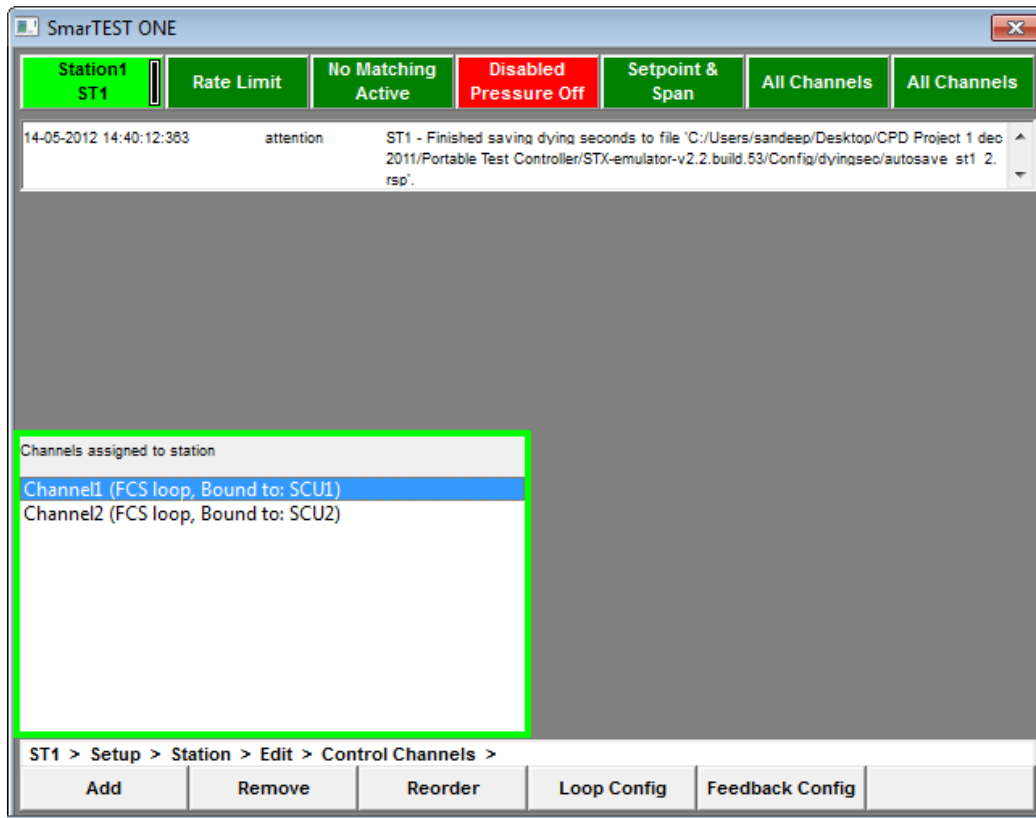 SmarTEST ONE
Station1
ST1
Rate Limit
No Matching
Active
Disabled
Pressure Off
Setpoint &
Span
All Channels
All Channels
14-05-2012 14:40:12:363 attention ST1 - Finished saving dying seconds to file 'C:/Users/sandeep/Desktop/CPD Project 1 dec
2011/Portable Test Controller/STX-emulator-v2.2.build.53/Config/dyingsec/autosave_st1_2.
rsp'.
Channels assigned to station
Channel1 (FCS loop, Bound to: SCU1)
Channel2 (FCS loop, Bound to: SCU2)
ST1 > Setup > Station > Edit > Control Channels >
Add
Remove
Reorder
Loop Config
Feedback Config